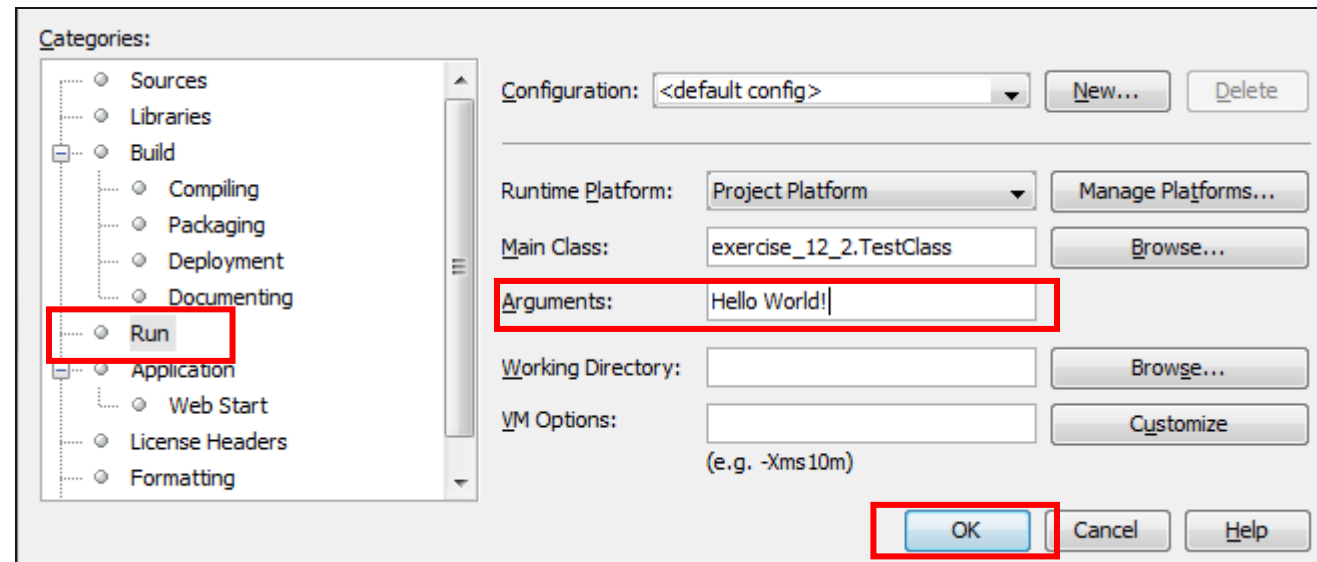 Categories:
Sources
Libraries
Build
Compiling
Packaging
Deployment
Documenting
Run
Application
Web Start
License Headers
Formatting
Configuration: <default config> New... Delete
Runtime Platform: Project Platform Manage Platforms...
Main Class: exercise_12_2.TestClass Browse...
Arguments: Hello World!
Working Directory: Browse...
VM Options: Customize
(e.g. -Xms10m)
OK Cancel Help